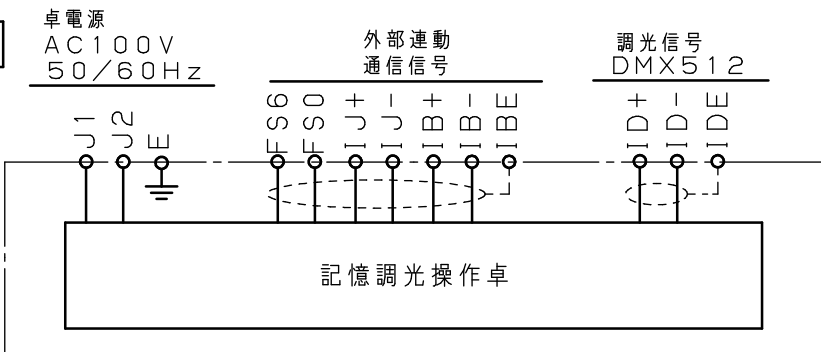 卓電源
AC100V
50/60Hz
外部連動
通信信号
調光信号
DMX512
J1
J2
E
FS6
FS0
IJ+
IJ-
IB+
IB-
IBE
ID+
ID-
IDE
記憶調光操作卓